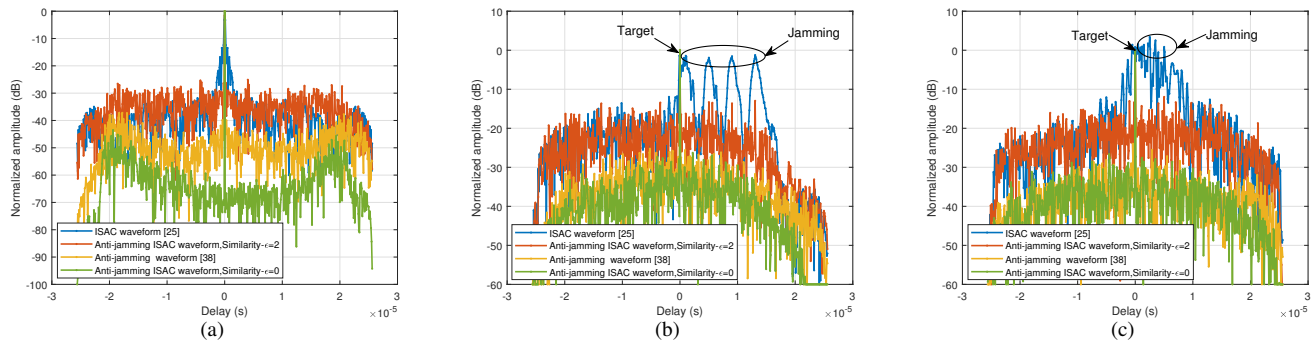 0
-10
-20
-30
-40
-50
-60
-70
-80
-90
-100
Normalized amplitude (dB)
ISAC waveform [25]
Anti-jamming ISAC waveform,Similarity-ϵ=2
Anti-jamming waveform [38]
Anti-jamming ISAC waveform,Similarity-ϵ=0
-3 -2 -1 0 1 2 3
Delay (s)
×10⁻⁵
(a)
Target
Jamming
10
0
-10
-20
-30
-40
-50
-60
Normalized amplitude (dB)
ISAC waveform [25]
Anti-jamming ISAC waveform,Similarity-ϵ=2
Anti-jamming waveform [38]
Anti-jamming ISAC waveform,Similarity-ϵ=0
-3 -2 -1 0 1 2 3
Delay (s)
×10⁻⁵
(b)
Target
Jamming
10
0
-10
-20
-30
-40
-50
-60
Normalized amplitude (dB)
ISAC waveform [25]
Anti-jamming ISAC waveform,Similarity-ϵ=2
Anti-jamming waveform [38]
Anti-jamming ISAC waveform,Similarity-ϵ=0
-3 -2 -1 0 1 2 3
Delay (s)
×10⁻⁵
(c)